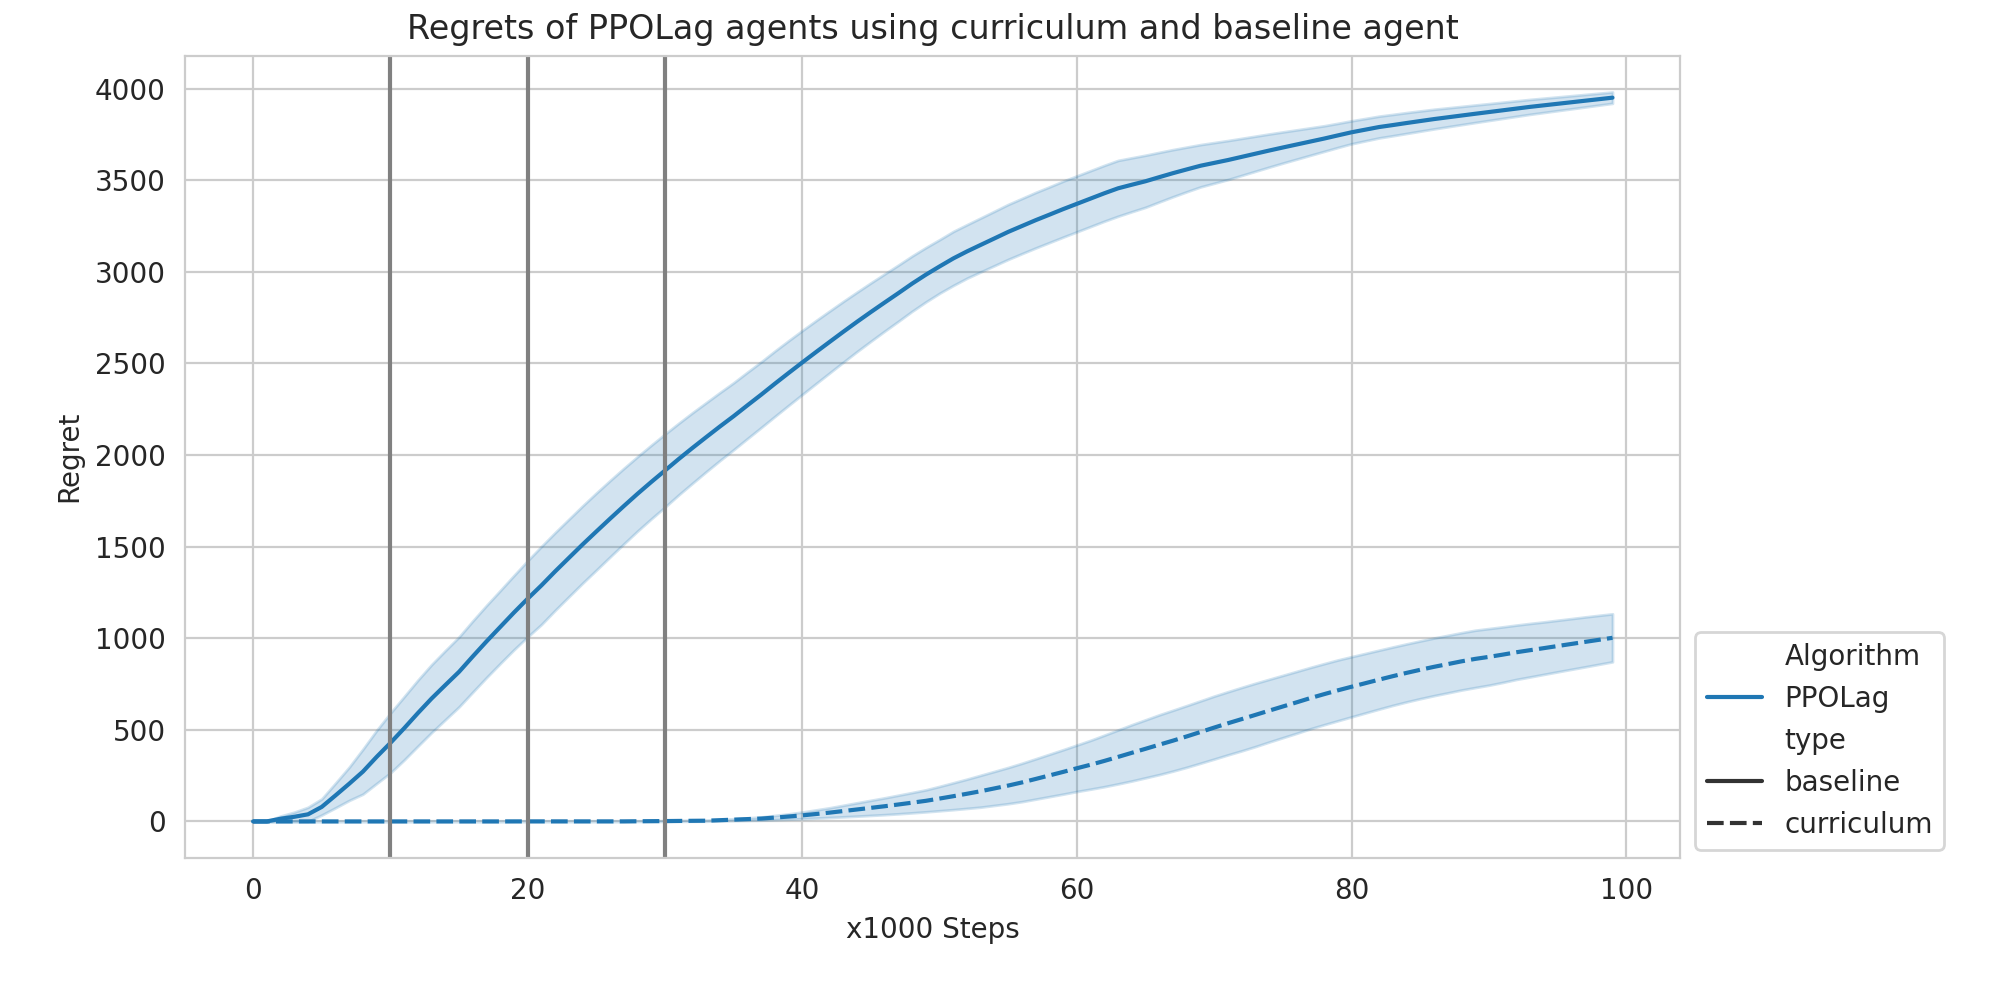 Regrets of PPOLag agents using curriculum and baseline agent
4000
3500
3000
2500
2000
1500
1000
500
0
Regret
0 20 40 60 80 100
x1000 Steps
Algorithm
PPOLag
type
baseline
curriculum